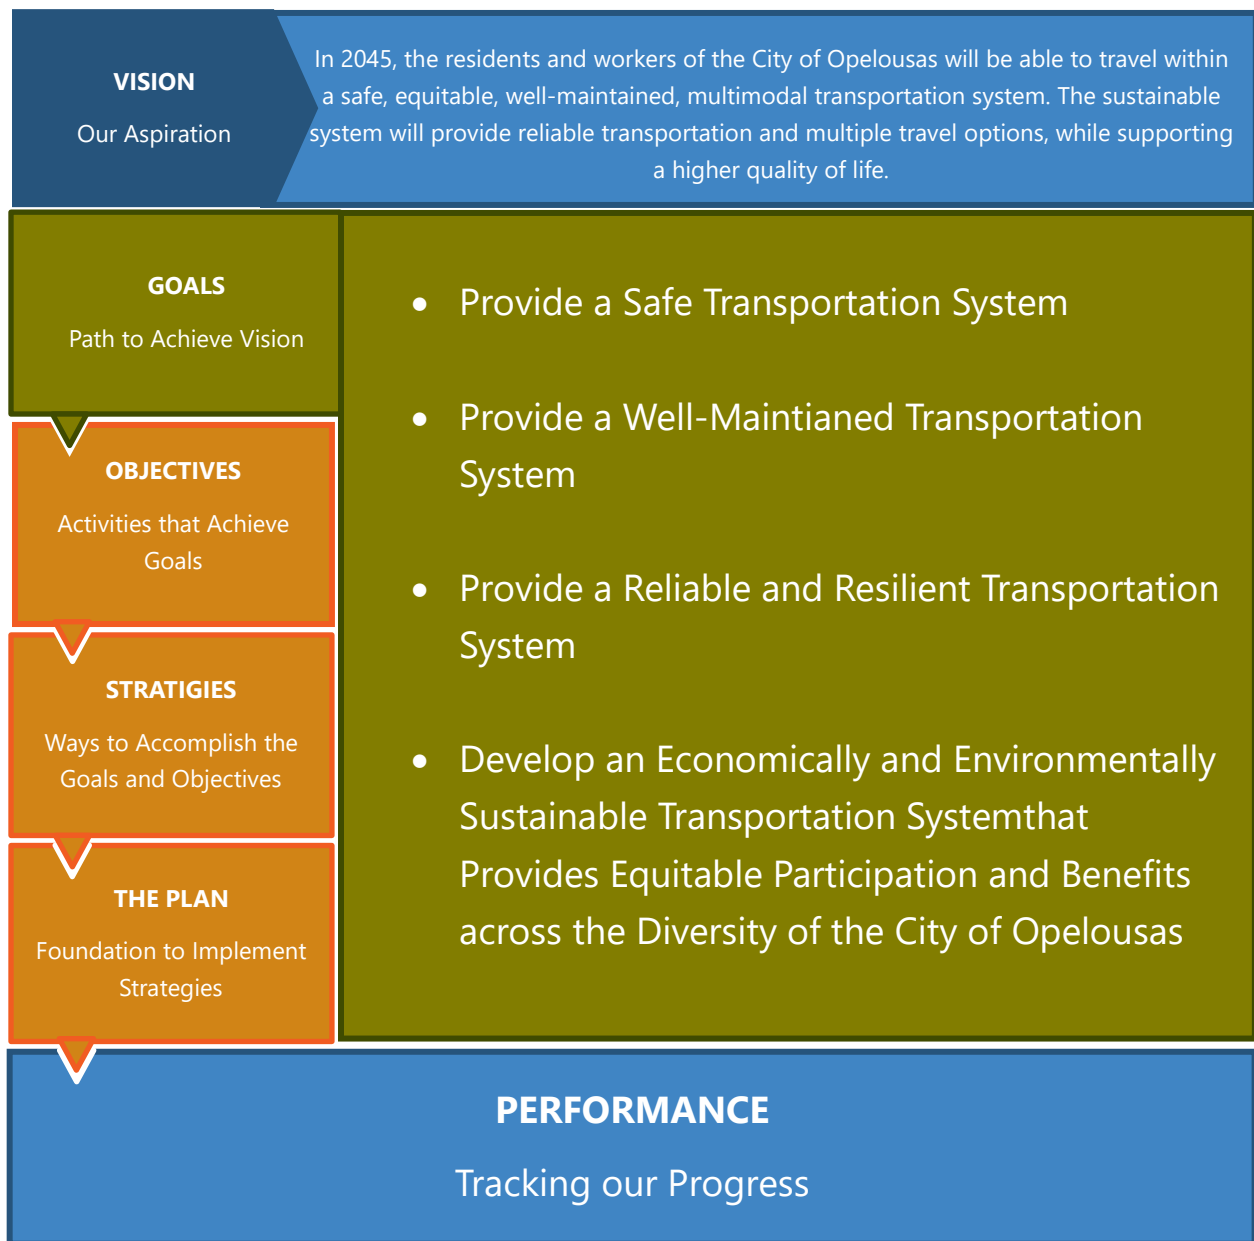 VISION
Our Aspiration
In 2045, the residents and workers of the City of Opelousas will be able to travel within
a safe, equitable, well-maintained, multimodal transportation system. The sustainable
system will provide reliable transportation and multiple travel options, while supporting
a higher quality of life.
GOALS
Path to Achieve Vision
• Provide a Safe Transportation System
• Provide a Well-Maintianed Transportation
System
• Provide a Reliable and Resilient Transportation
System
• Develop an Economically and Environmentally
Sustainable Transportation Systemthat
Provides Equitable Participation and Benefits
across the Diversity of the City of Opelousas
OBJECTIVES
Activities that Achieve
Goals
STRATIGIES
Ways to Accomplish the
Goals and Objectives
THE PLAN
Foundation to Implement
Strategies
PERFORMANCE
Tracking our Progress